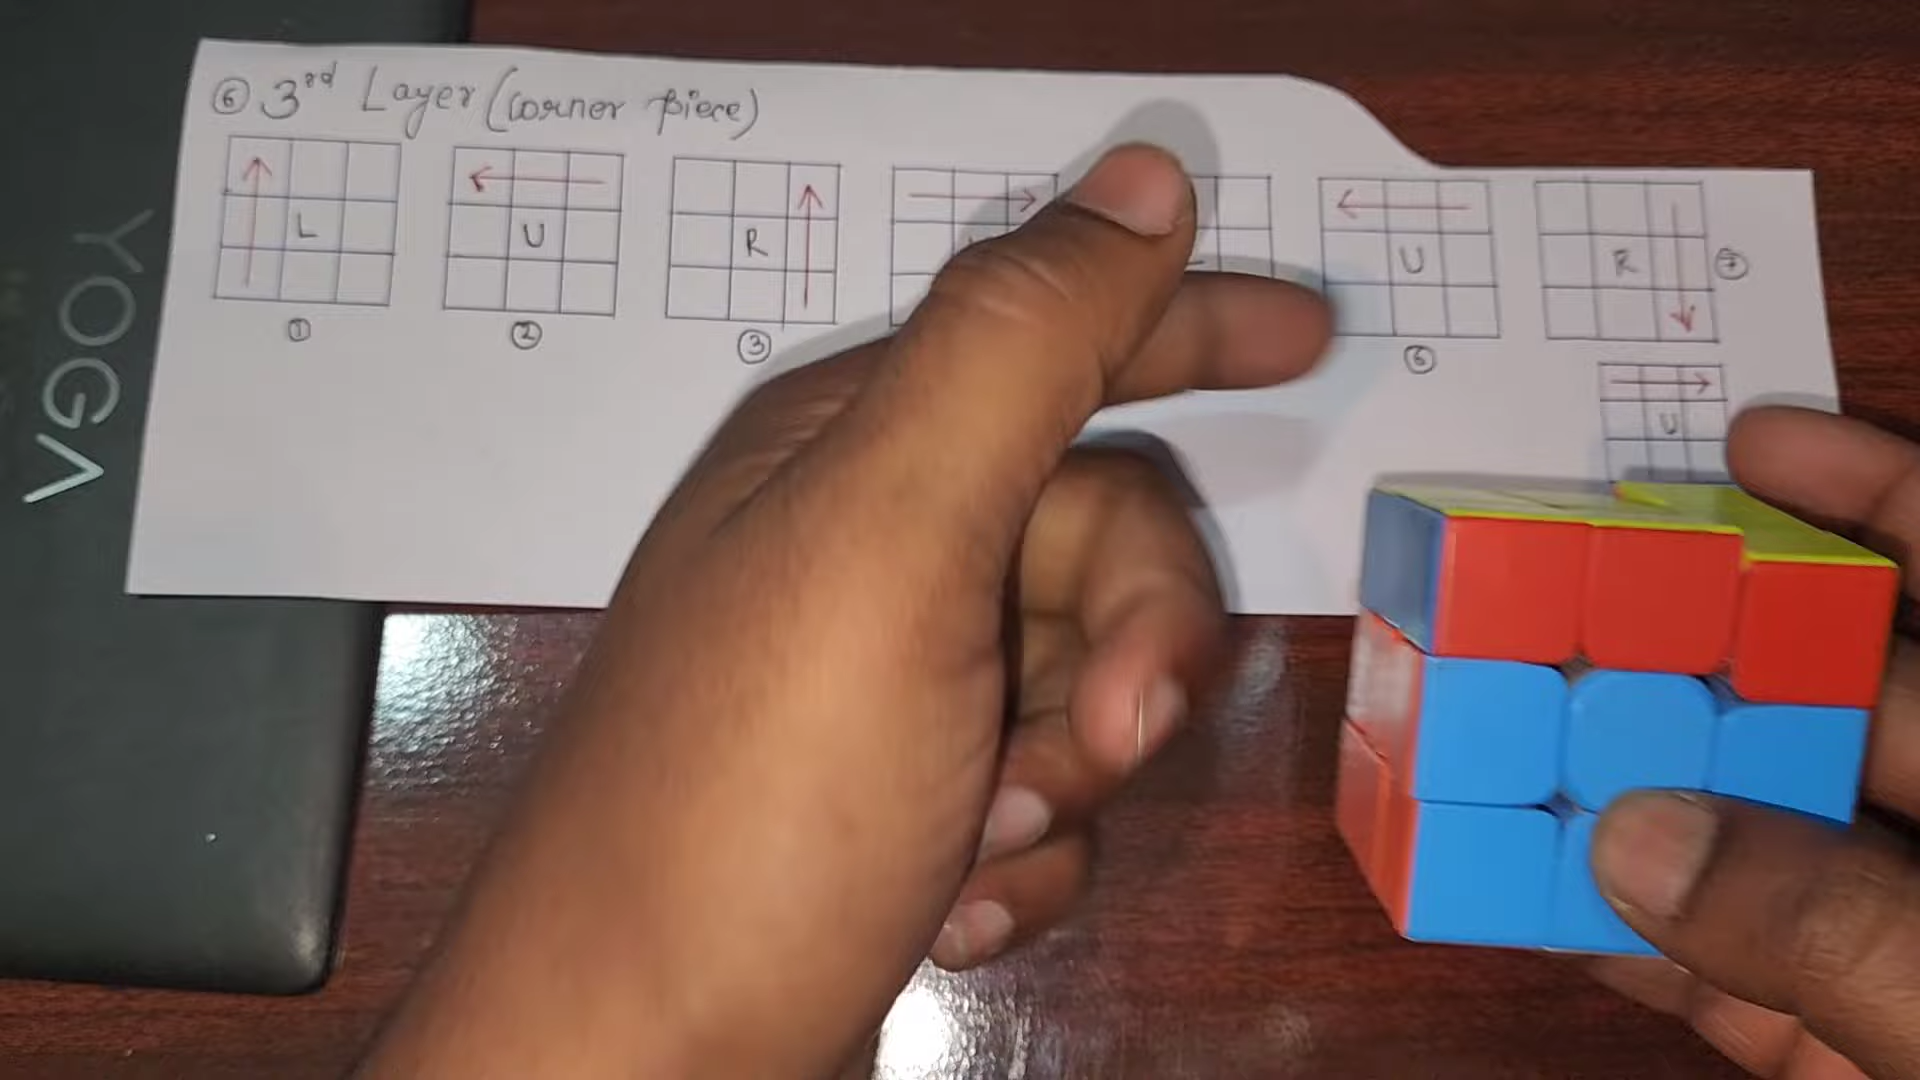 ⑥ 3rd Layer (corner piece)
L
U
R
U
R
①
②
③
⑥
⑦
U
YOGA